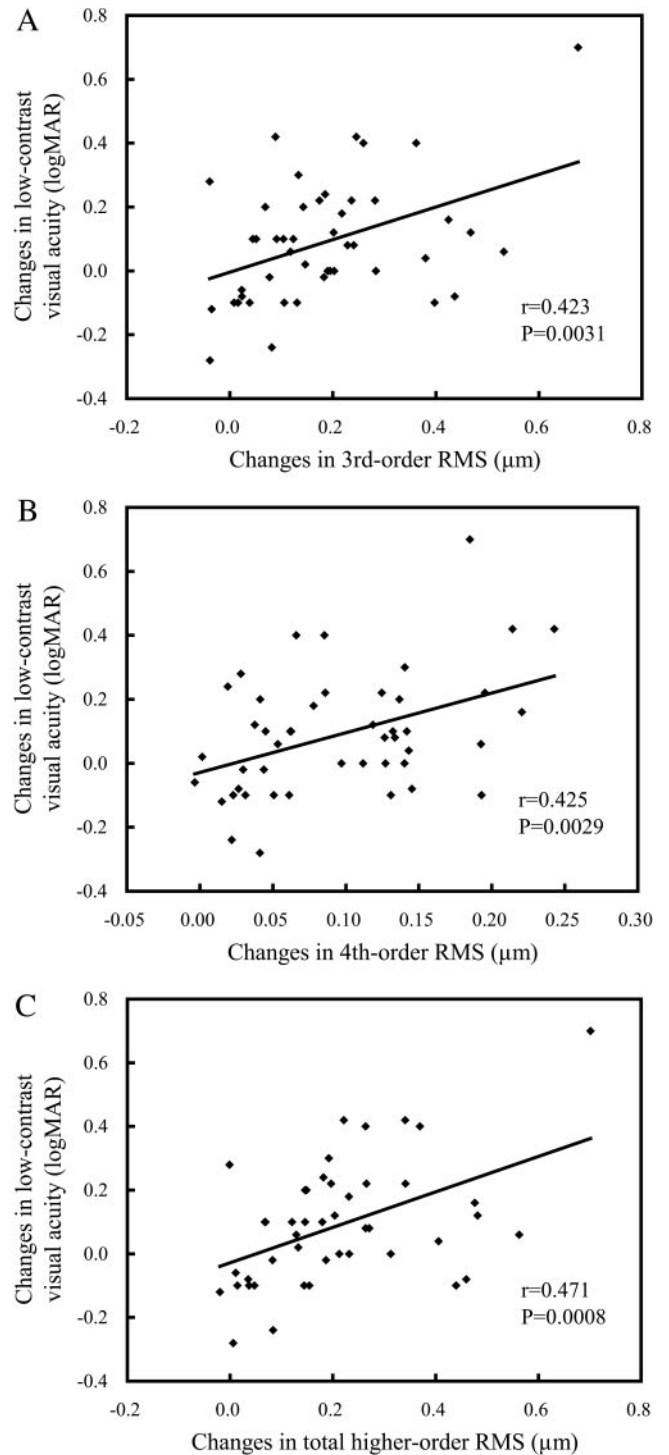 A
Changes in low-contrast
visual acuity (logMAR)
0.8
0.6
0.4
0.2
0.0
-0.2
-0.4
r=0.423
P=0.0031
-0.2 0.0 0.2 0.4 0.6 0.8
Changes in 3rd-order RMS (μm)
B
Changes in low-contrast
visual acuity (logMAR)
0.8
0.6
0.4
0.2
0.0
-0.2
-0.4
r=0.425
P=0.0029
-0.05 0.00 0.05 0.10 0.15 0.20 0.25 0.30
Changes in 4th-order RMS (μm)
C
Changes in low-contrast
visual acuity (logMAR)
0.8
0.6
0.4
0.2
0.0
-0.2
-0.4
r=0.471
P=0.0008
-0.2 0.0 0.2 0.4 0.6 0.8
Changes in total higher-order RMS (μm)